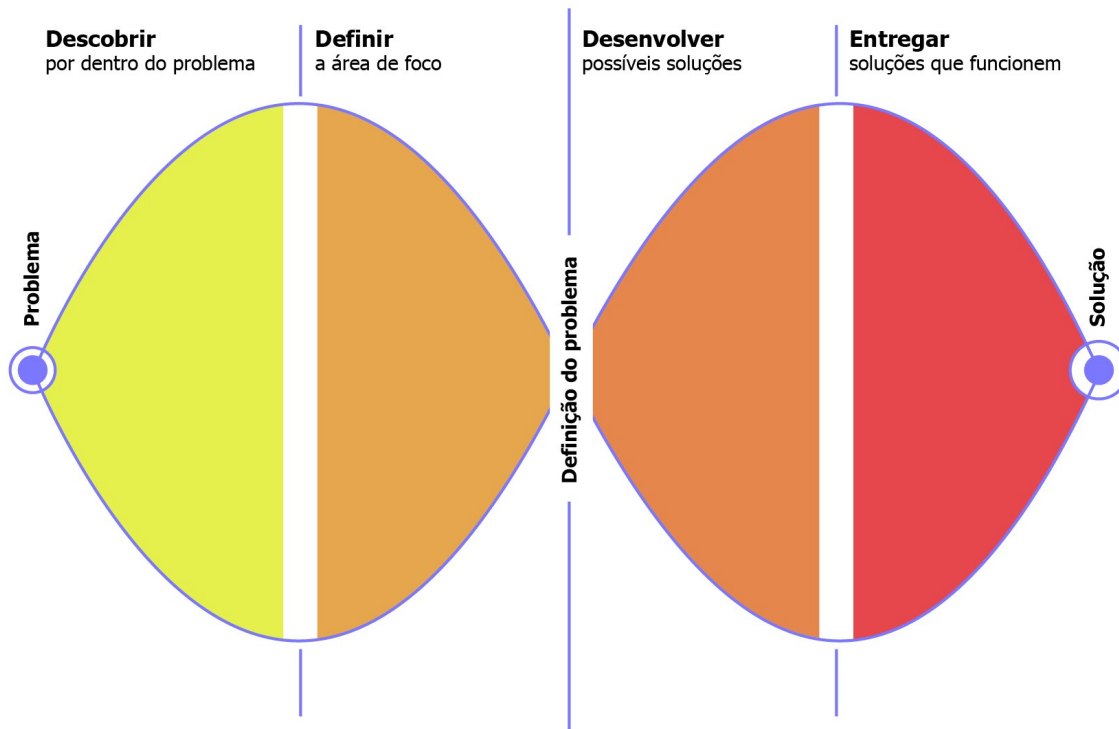 Descobrir
por dentro do problema
Definir
a área de foco
Desenvolver
possíveis soluções
Entregar
soluções que funcionem
Problema
Definição do problema
Solução